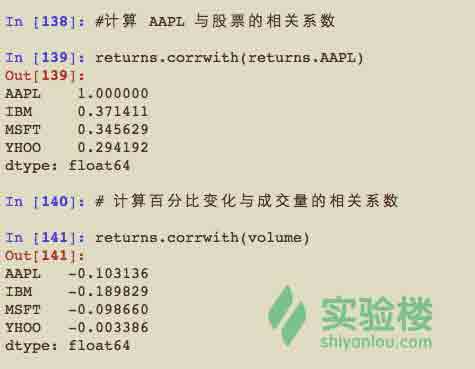 In [138]: #计算 AAPL 与股票的相关系数
In [139]: returns.corrwith(returns.AAPL)
Out[139]:
AAPL    1.000000
IBM     0.371411
MSFT    0.345629
YHOO    0.294192
dtype: float64
In [140]: # 计算百分比变化与成交量的相关系数
In [141]: returns.corrwith(volume)
Out[141]:
AAPL   -0.103136
IBM    -0.189829
MSFT   -0.098660
YHOO   -0.003386
dtype: float64
实验楼
shiyanlou.com